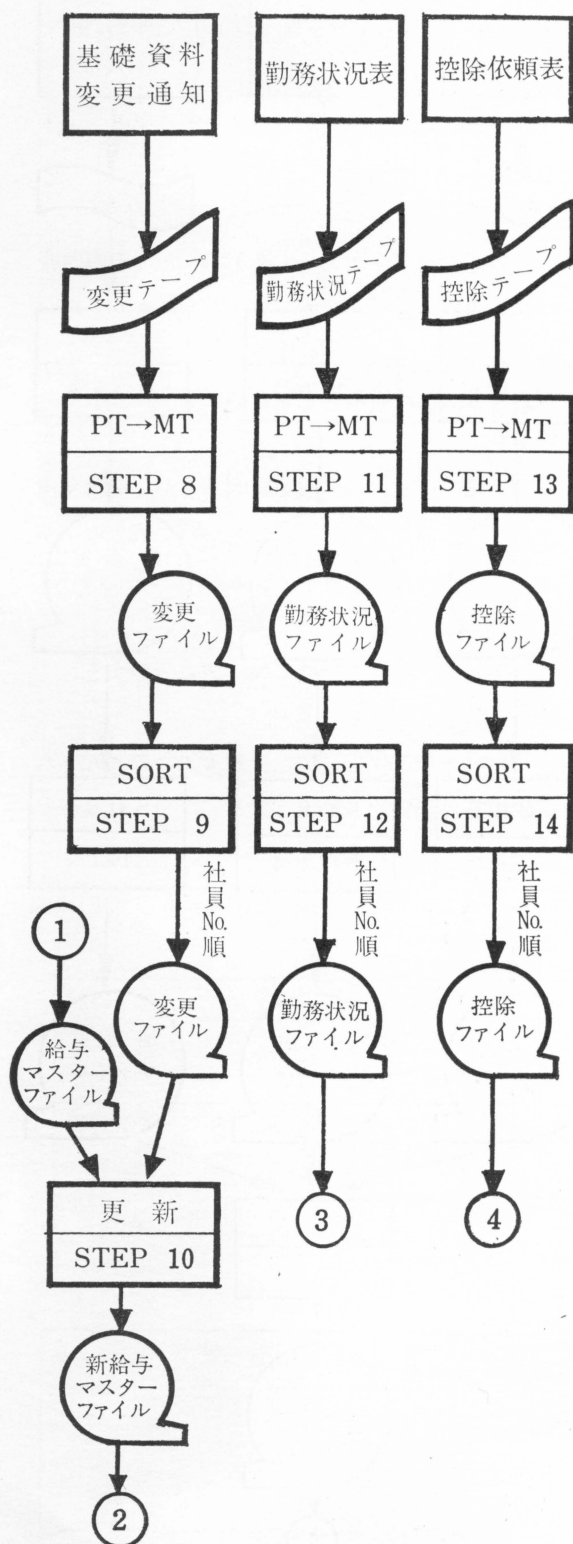 基礎資料
変更通知
変更テープ
PT→MT
STEP 8
変更
ファイル
SORT
STEP 9
社員No.順
1
給与
マスター
ファイル
変更
ファイル
更新
STEP 10
新給与
マスター
ファイル
2
勤務状況表
勤務状況テープ
PT→MT
STEP 11
勤務状況
ファイル
SORT
STEP 12
社員No.順
勤務状況
ファイル
3
控除依頼表
控除テープ
PT→MT
STEP 13
控除
ファイル
SORT
STEP 14
社員No.順
控除
ファイル
4